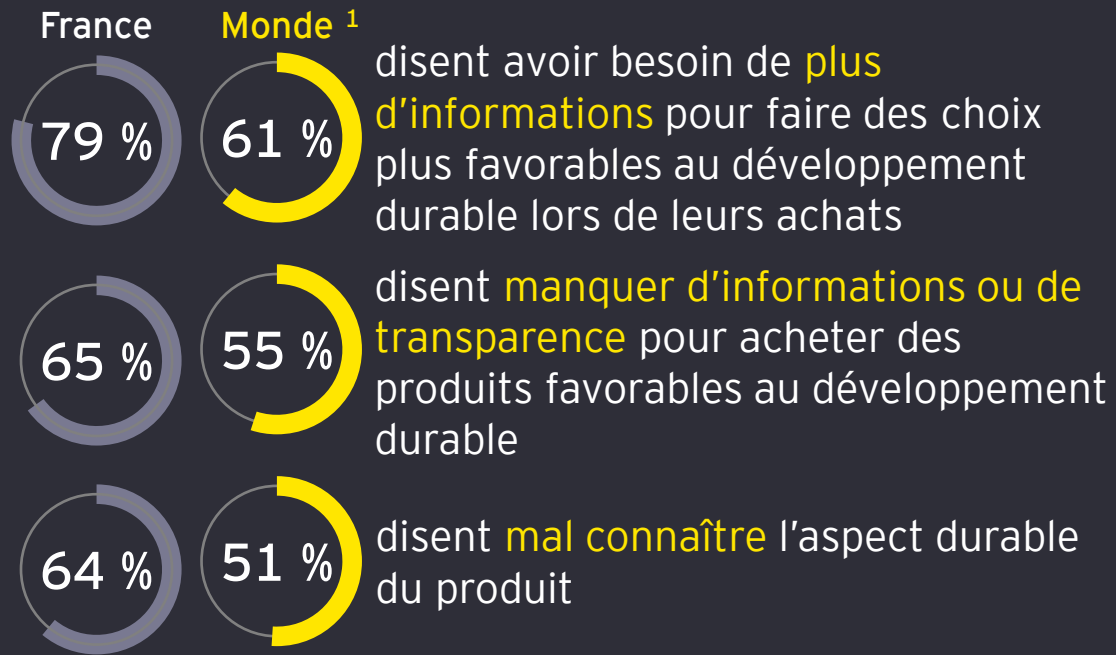 France Monde ¹
79 % 61 %
disent avoir besoin de plus
d'informations pour faire des choix
plus favorables au développement
durable lors de leurs achats
65 % 55 %
disent manquer d'informations ou de
transparence pour acheter des
produits favorables au développement
durable
64 % 51 %
disent mal connaître l'aspect durable
du produit